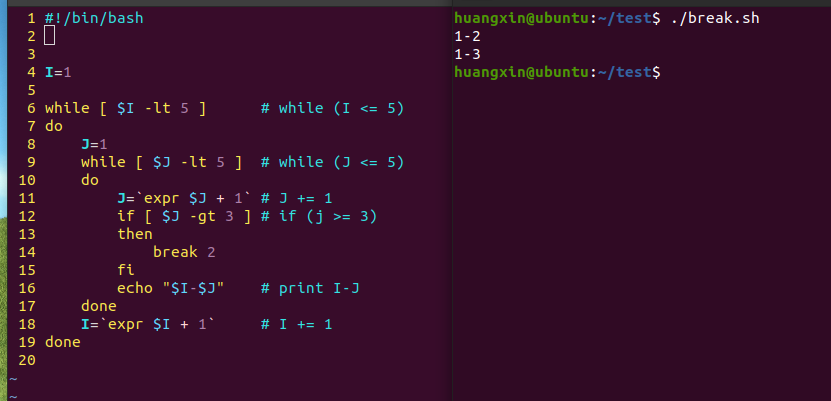 1 #!/bin/bash
2
3
4 I=1
5
6 while [ $I -lt 5 ]      # while (I <= 5)
7 do
8     J=1
9     while [ $J -lt 5 ]  # while (J <= 5)
10     do
11         J=`expr $J + 1` # J += 1
12         if [ $J -gt 3 ] # if (j >= 3)
13         then
14             break 2
15         fi
16         echo "$I-$J"    # print I-J
17     done
18     I=`expr $I + 1`     # I += 1
19 done
20
~
~
huangxin@ubuntu:~/test$ ./break.sh
1-2
1-3
huangxin@ubuntu:~/test$